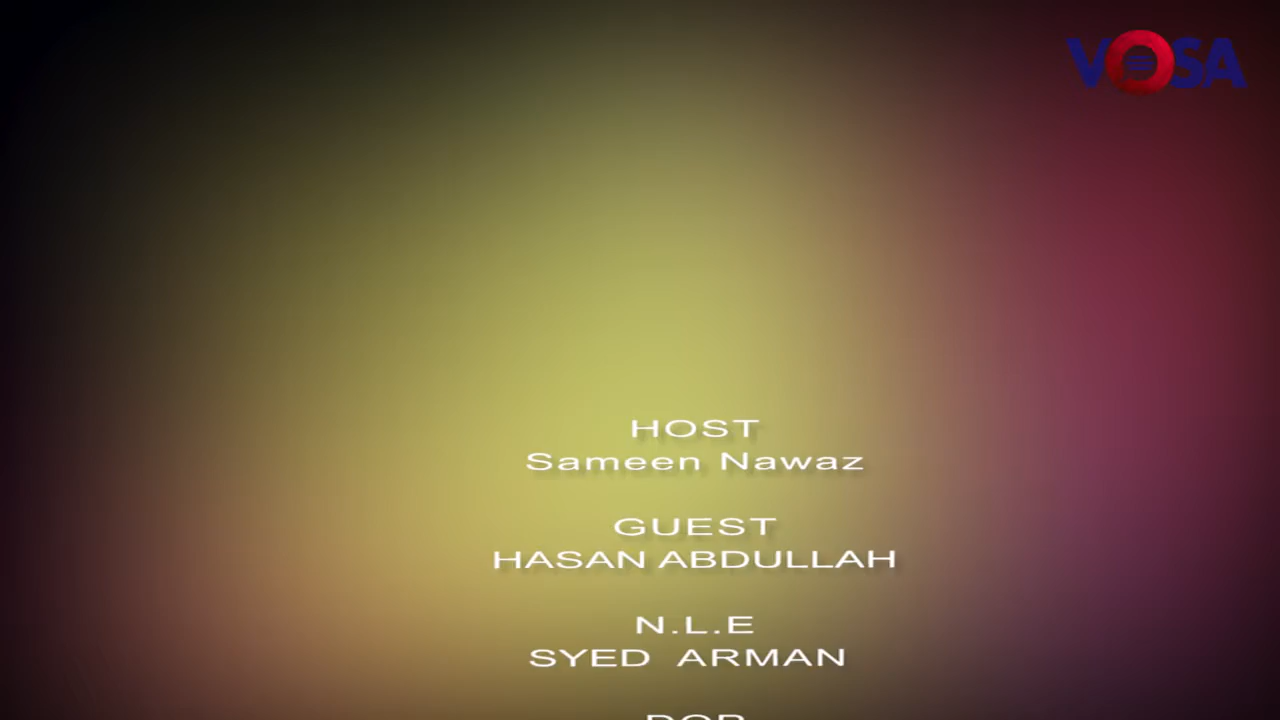 VOSA
HOST
Sameen Nawaz
GUEST
HASAN ABDULLAH
N.L.E
SYED ARMAN